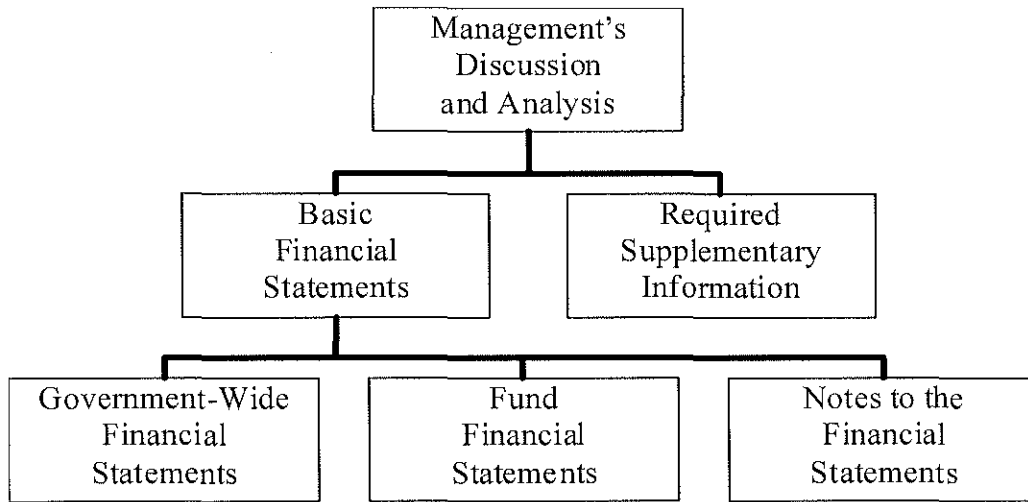 Management's
Discussion
and Analysis
Basic
Financial
Statements
Required
Supplementary
Information
Government-Wide
Financial
Statements
Fund
Financial
Statements
Notes to the
Financial
Statements